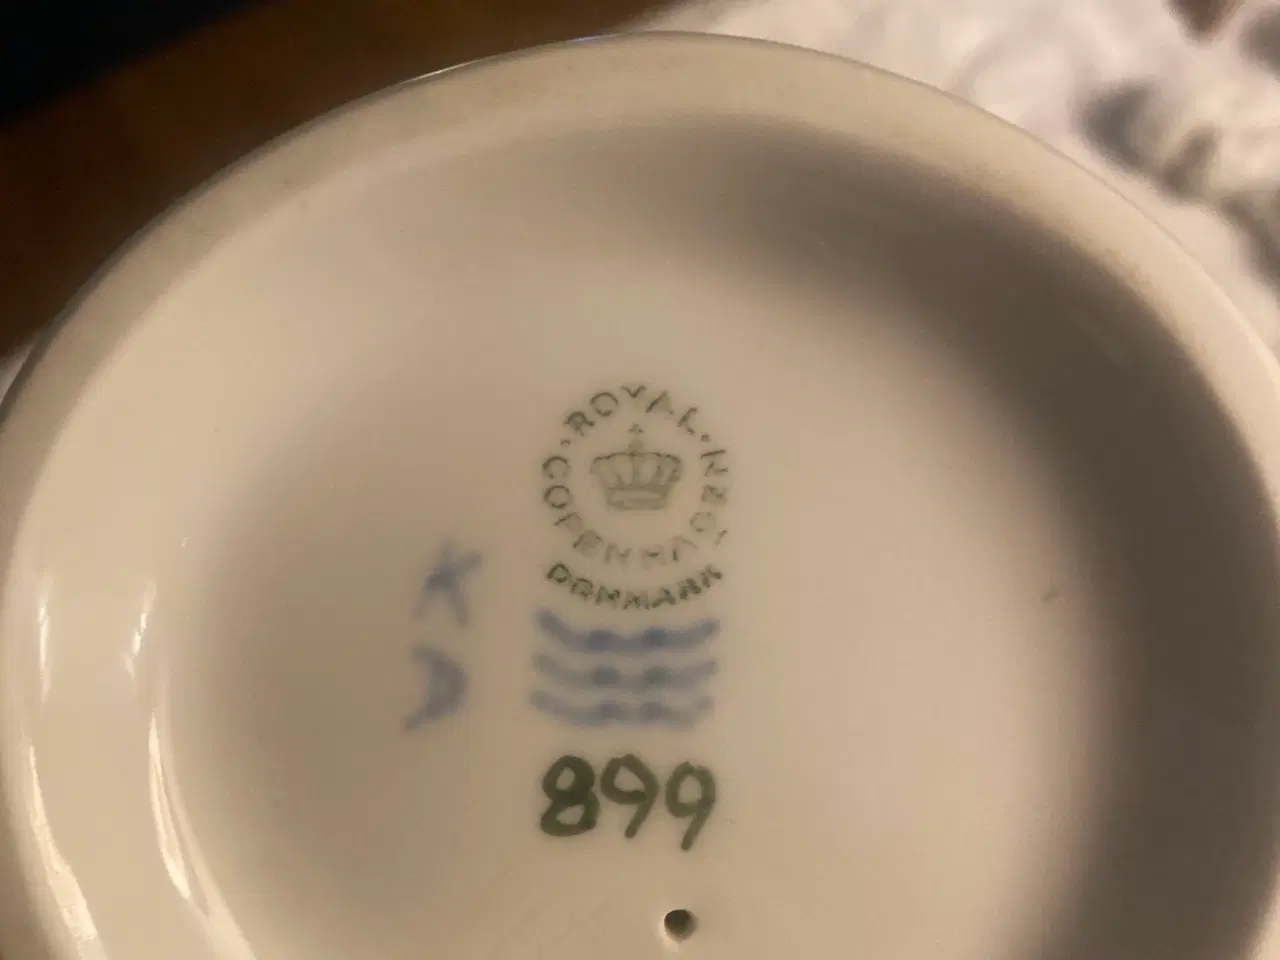 ROYAL
COPENHAGEN
DENMARK
K
D
899